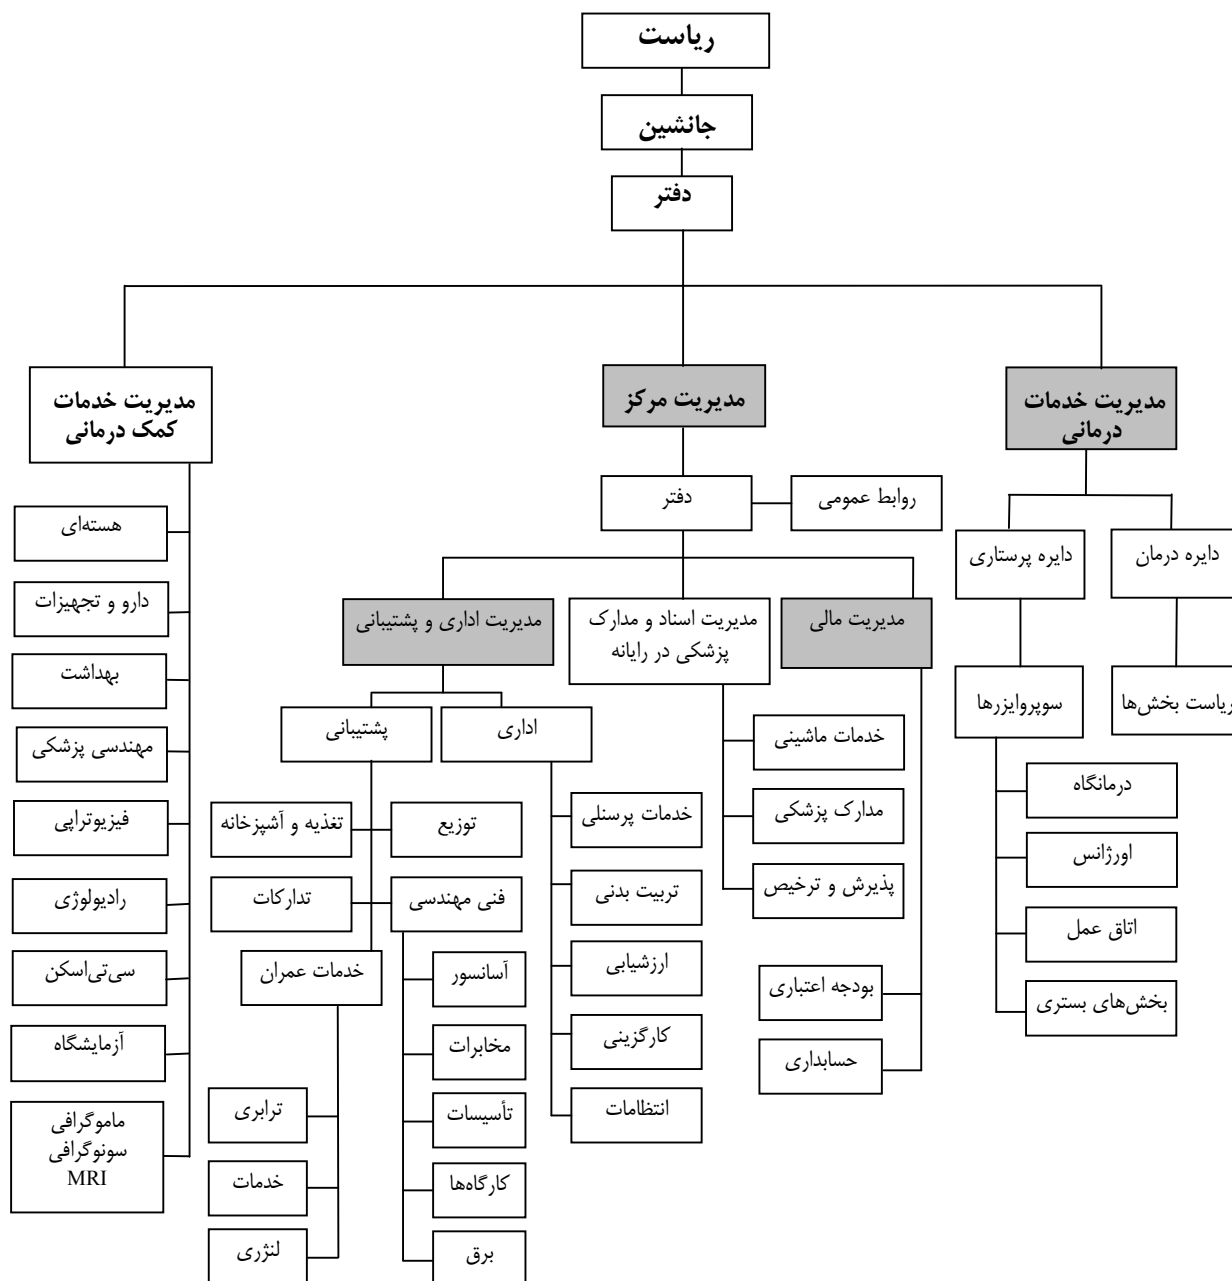 ریاست
جانشین
دفتر
مدیریت خدمات
درمانی
مدیریت مرکز
مدیریت خدمات
کمک درمانی
دایره درمان
دایره پرستاری
ریاست بخش‌ها
سوپروایزرها
درمانگاه
اورژانس
اتاق عمل
بخش‌های بستری
روابط عمومی
دفتر
مدیریت مالی
مدیریت اسناد و مدارک
پزشکی در رایانه
مدیریت اداری و پشتیبانی
بودجه اعتباری
حسابداری
خدمات ماشینی
مدارک پزشکی
پذیرش و ترخیص
اداری
پشتیبانی
خدمات پرسنلی
تربیت بدنی
ارزشیابی
کارگزینی
انتظامات
توزیع
تغذیه و آشپزخانه
فنی مهندسی
تدارکات
خدمات عمران
آسانسور
مخابرات
تأسیسات
کارگاه‌ها
برق
ترابری
خدمات
لنژری
هسته‌ای
دارو و تجهیزات
بهداشت
مهندسی پزشکی
فیزیوتراپی
رادیولوژی
سی‌تی‌اسکن
آزمایشگاه
ماموگرافی
سونوگرافی
MRI